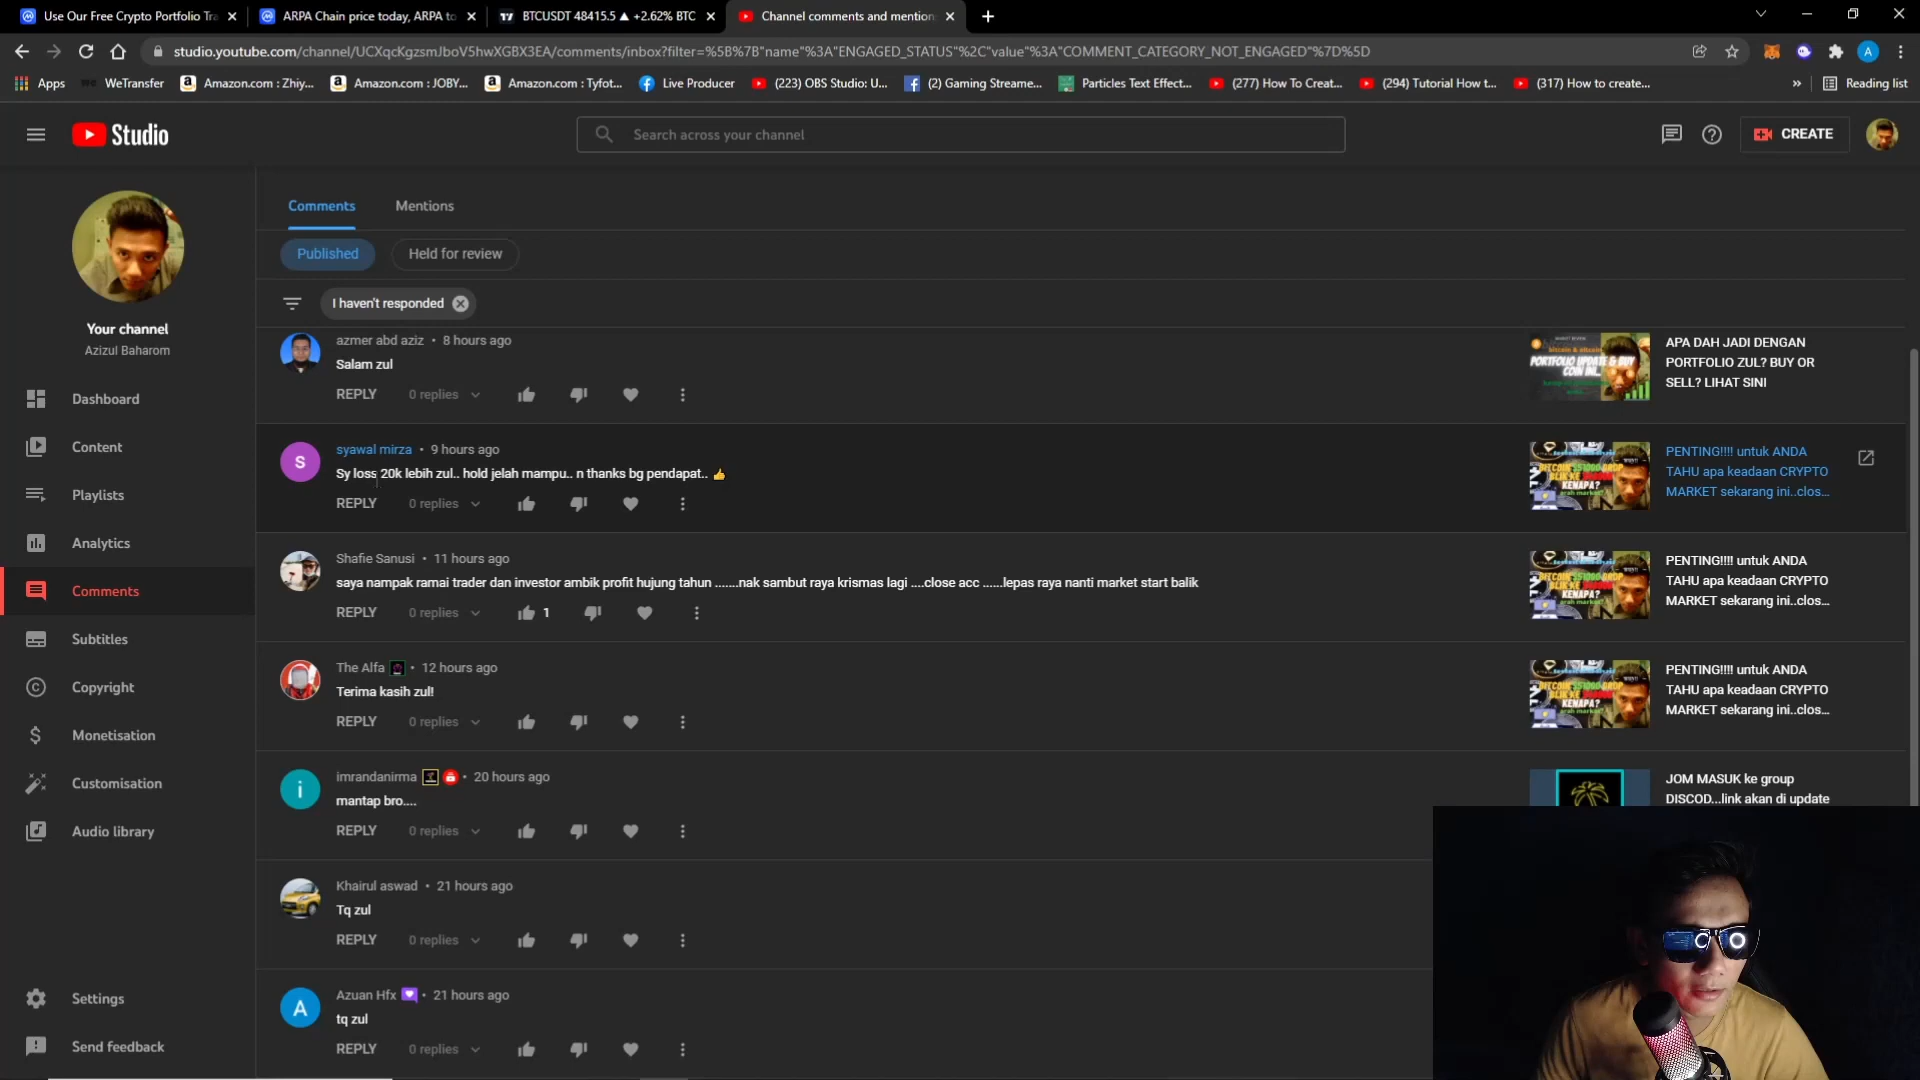 Use Our Free Crypto Portfolio Tra
ARPA Chain price today, ARPA to
BTCUSDT 48415.5 ▲ +2.62% BTC
Channel comments and mention
studio.youtube.com/channel/UCXqcKgzsmJboV5hwXGBX3EA/comments/inbox?filter=%5B%7B"name"%3A"ENGAGED_STATUS"%2C"value"%3A"COMMENT_CATEGORY_NOT_ENGAGED"%7D%5D
A
Apps
WeTransfer
Amazon.com : Zhiy...
Amazon.com : JOBY...
Amazon.com : Tyfot...
Live Producer
(223) OBS Studio: U...
(2) Gaming Streame...
Particles Text Effect...
(277) How To Create...
(294) Tutorial How t...
(317) How to create...
»
Reading list
Studio
Search across your channel
CREATE
Your channel
Azizul Baharom
Dashboard
Content
Playlists
Analytics
Comments
Subtitles
Copyright
Monetisation
Customisation
Audio library
Settings
Send feedback
Comments
Mentions
Published
Held for review
I haven't responded
azmer abd aziz • 8 hours ago
Salam zul
REPLY 0 replies
APA DAH JADI DENGAN
PORTFOLIO ZUL? BUY OR
SELL? LIHAT SINI
PORTFOLIO UPDATE & BUY
COIN INI..
S
syawal mirza • 9 hours ago
Sy loss 20k lebih zul.. hold jelah mampu.. n thanks bg pendapat.. 👍
REPLY 0 replies
PENTING!!!! untuk ANDA
TAHU apa keadaan CRYPTO
MARKET sekarang ini..clos...
Shafie Sanusi • 11 hours ago
saya nampak ramai trader dan investor ambik profit hujung tahun .......nak sambut raya krismas lagi ....close acc ......lepas raya nanti market start balik
REPLY 0 replies 1
PENTING!!!! untuk ANDA
TAHU apa keadaan CRYPTO
MARKET sekarang ini..clos...
The Alfa • 12 hours ago
Terima kasih zul!
REPLY 0 replies
PENTING!!!! untuk ANDA
TAHU apa keadaan CRYPTO
MARKET sekarang ini..clos...
i
imrandanirma • 20 hours ago
mantap bro....
REPLY 0 replies
JOM MASUK ke group
DISCOD...link akan di update
Khairul aswad • 21 hours ago
Tq zul
REPLY 0 replies
A
Azuan Hfx • 21 hours ago
tq zul
REPLY 0 replies